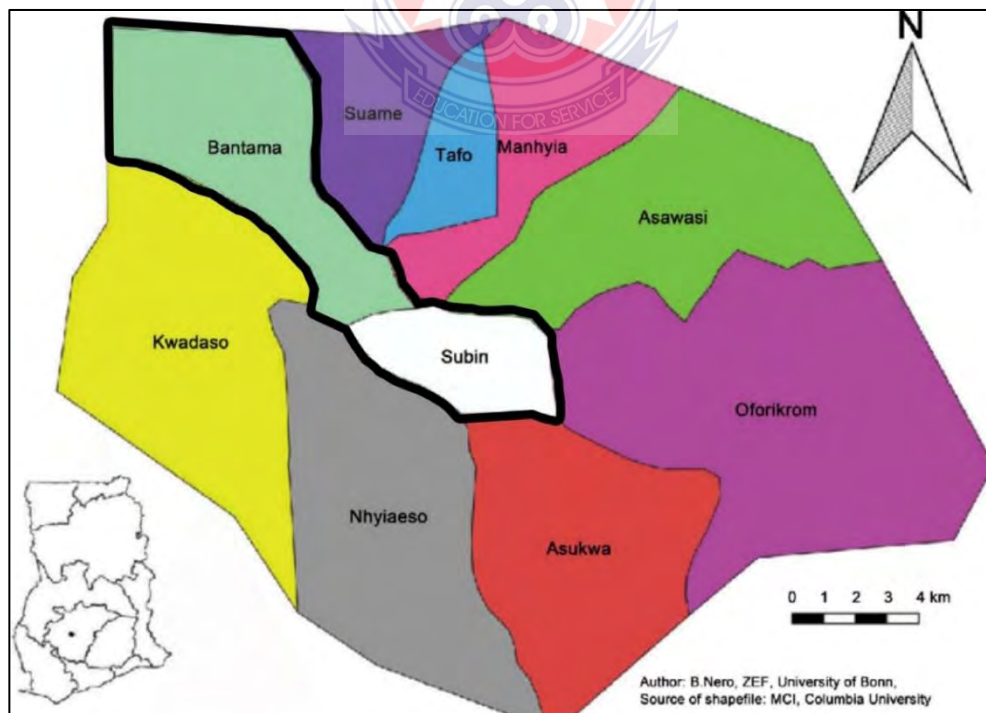 EDUCATION FOR SERVICE
N
Suame
Bantama
Tafo
Manhyia
Asawasi
Kwadaso
Subin
Oforikrom
Nhyiaeso
Asukwa
0 1 2 3 4 km
Author: B.Nero, ZEF, University of Bonn,
Source of shapefile: MCI, Columbia University